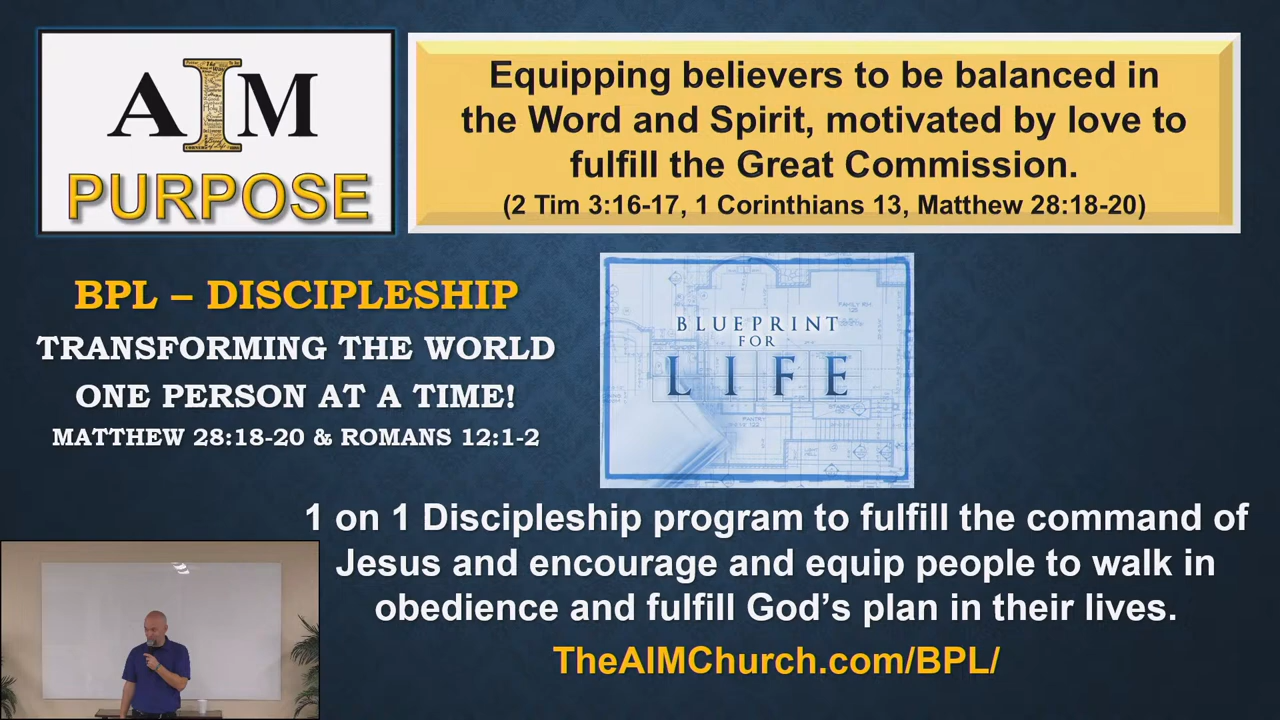 AIM
PURPOSE
Equipping believers to be balanced in
the Word and Spirit, motivated by love to
fulfill the Great Commission.
(2 Tim 3:16-17, 1 Corinthians 13, Matthew 28:18-20)
BPL – DISCIPLESHIP
TRANSFORMING THE WORLD
ONE PERSON AT A TIME!
MATTHEW 28:18-20 & ROMANS 12:1-2
BLUEPRINT
FOR
LIFE
1 on 1 Discipleship program to fulfill the command of
Jesus and encourage and equip people to walk in
obedience and fulfill God's plan in their lives.
TheAIMChurch.com/BPL/